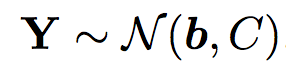 Y ∼ 𝒩(b, C)